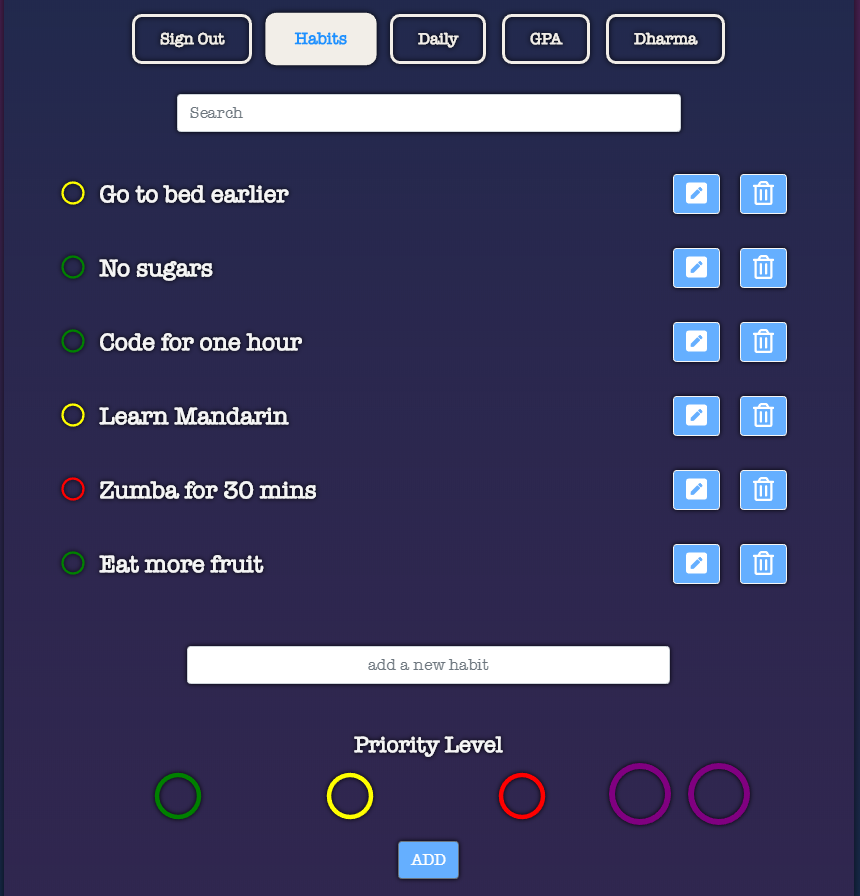 Sign Out Habits Daily GPA Dharma
Search
Go to bed earlier
No sugars
Code for one hour
Learn Mandarin
Zumba for 30 mins
Eat more fruit
add a new habit
Priority Level
ADD